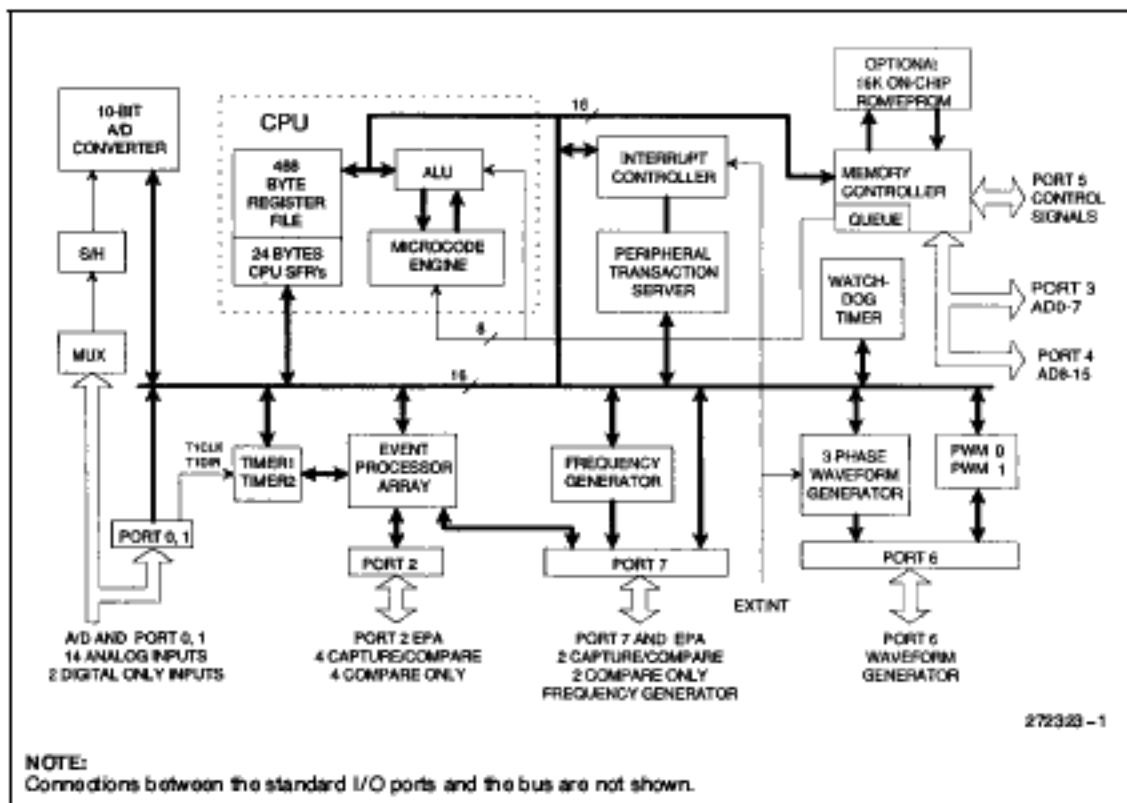 OPTIONAL
16K ON-CHIP
ROM/EPROM
10-BIT
A/D
CONVERTER
CPU
16
488
BYTE
REGISTER
FILE
ALU
INTERRUPT
CONTROLLER
MEMORY
CONTROLLER
QUEUE
PORT 5
CONTROL
SIGNALS
S/H
24 BYTES
CPU SFR's
MICROCODE
ENGINE
PERIPHERAL
TRANSACTION
SERVER
WATCH-
DOG
TIMER
PORT 3
AD0-7
8
MUX
16
PORT 4
AD8-15
T1CLK
T1DIR
TIMER1
TIMER2
EVENT
PROCESSOR
ARRAY
FREQUENCY
GENERATOR
3 PHASE
WAVEFORM
GENERATOR
PWM 0
PWM 1
PORT 0, 1
PORT 2
PORT 7
PORT 6
EXTINT
A/D AND PORT 0, 1
14 ANALOG INPUTS
2 DIGITAL ONLY INPUTS
PORT 2 EPA
4 CAPTURE/COMPARE
4 COMPARE ONLY
PORT 7 AND EPA
2 CAPTURE/COMPARE
2 COMPARE ONLY
FREQUENCY GENERATOR
PORT 6
WAVEFORM
GENERATOR
272323-1
NOTE:
Connections between the standard I/O ports and the bus are not shown.